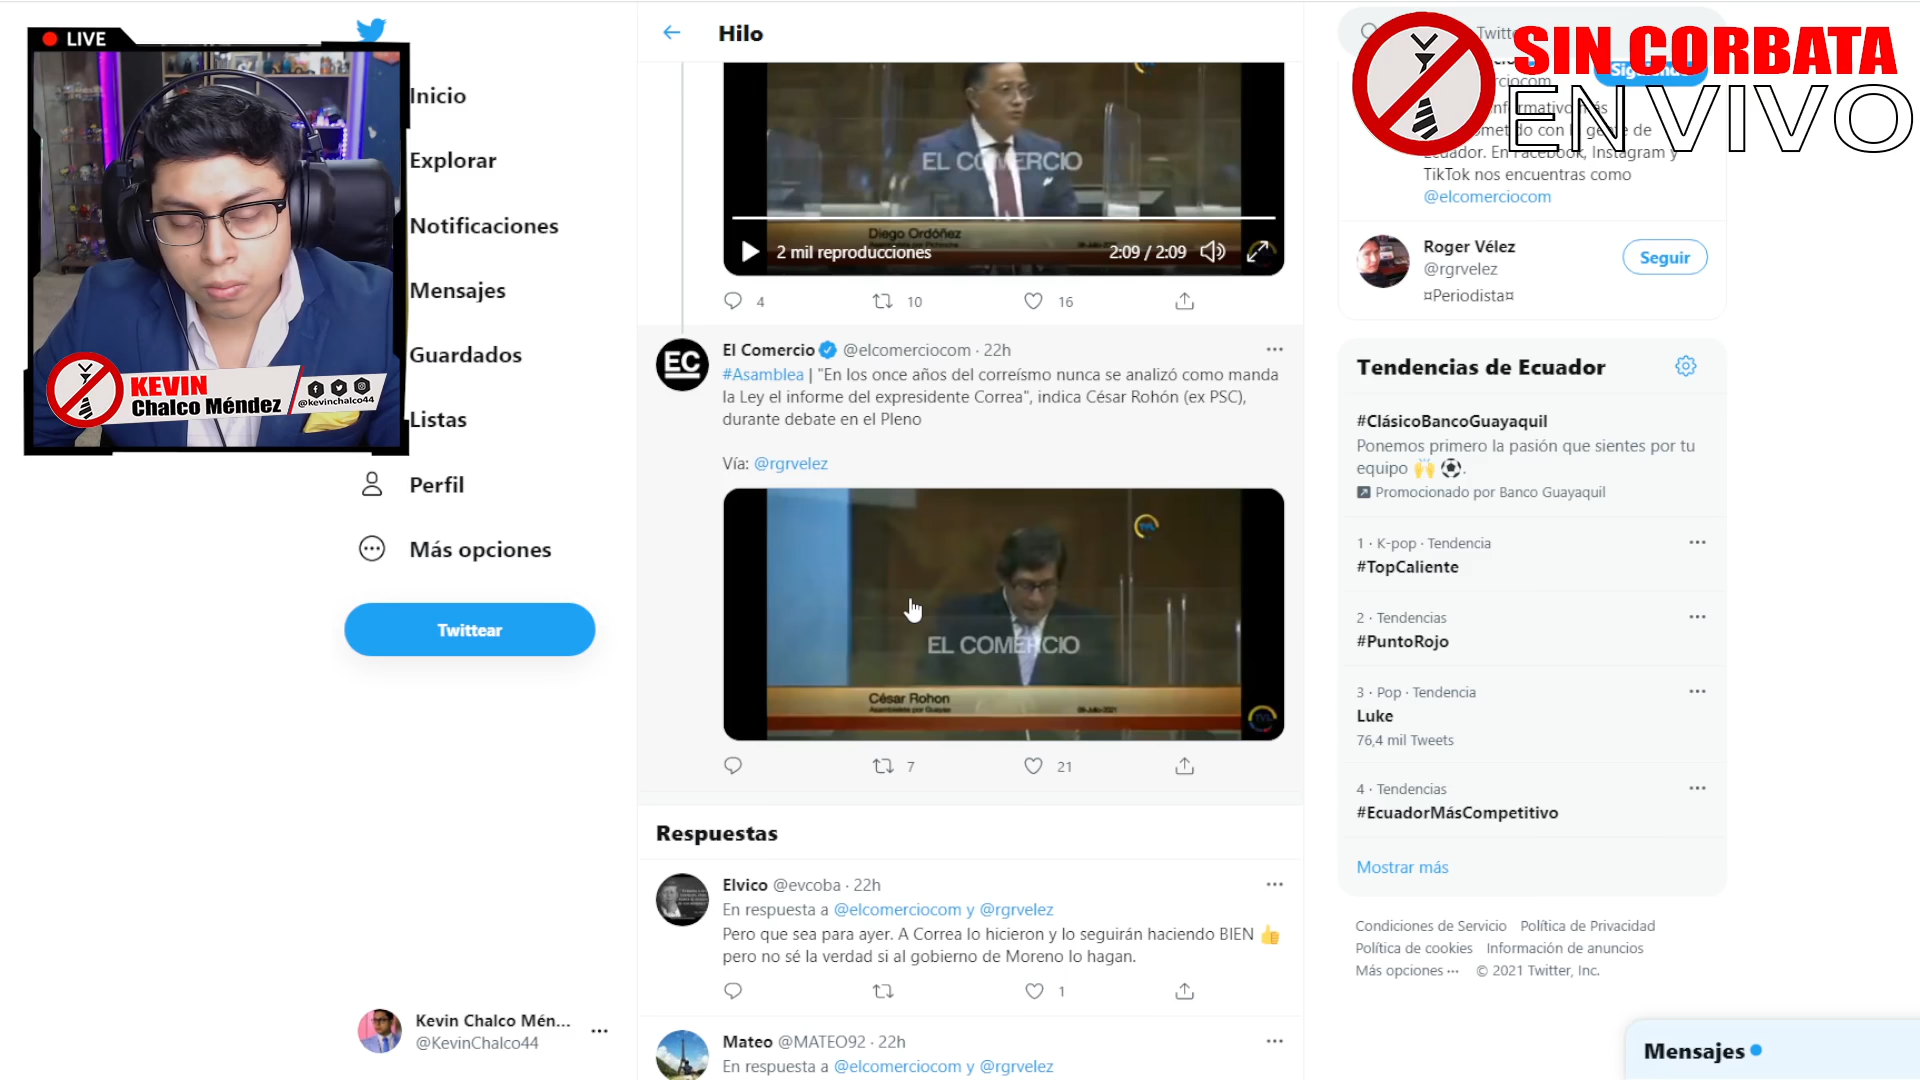 LIVE
KEVIN
Chalco Méndez
@kevinchalco44
Inicio
Explorar
Notificaciones
Mensajes
Guardados
Listas
Perfil
Más opciones
Twittear
Kevin Chalco Mén...
@KevinChalco44
Hilo
EL COMERCIO
Diego Ordóñez
2 mil reproducciones
2:09 / 2:09
4
10
16
EC
El Comercio @elcomerciocom · 22h
#Asamblea | "En los once años del correísmo nunca se analizó como manda
la Ley el informe del expresidente Correa", indica César Rohón (ex PSC),
durante debate en el Pleno
Vía: @rgrvelez
EL COMERCIO
César Rohon
Asambleísta por Guayas
08-Julio-2021
7
21
Respuestas
Elvico @evcoba · 22h
En respuesta a @elcomerciocom y @rgrvelez
Pero que sea para ayer. A Correa lo hicieron y lo seguirán haciendo BIEN 👍
pero no sé la verdad si al gobierno de Moreno lo hagan.
1
Mateo @MATEO92 · 22h
En respuesta a @elcomerciocom y @rgrvelez
SIN CORBATA
EN VIVO
de
Ecuador. En Facebook, Instagram y
TikTok nos encuentras como
@elcomerciocom
Roger Vélez
@rgrvelez
¤Periodista¤
Seguir
Tendencias de Ecuador
#ClásicoBancoGuayaquil
Ponemos primero la pasión que sientes por tu
equipo 🙌 ⚽.
Promocionado por Banco Guayaquil
1 · K-pop · Tendencia
#TopCaliente
2 · Tendencias
#PuntoRojo
3 · Pop · Tendencia
Luke
76,4 mil Tweets
4 · Tendencias
#EcuadorMásCompetitivo
Mostrar más
Condiciones de Servicio Política de Privacidad
Política de cookies Información de anuncios
Más opciones ··· © 2021 Twitter, Inc.
Mensajes